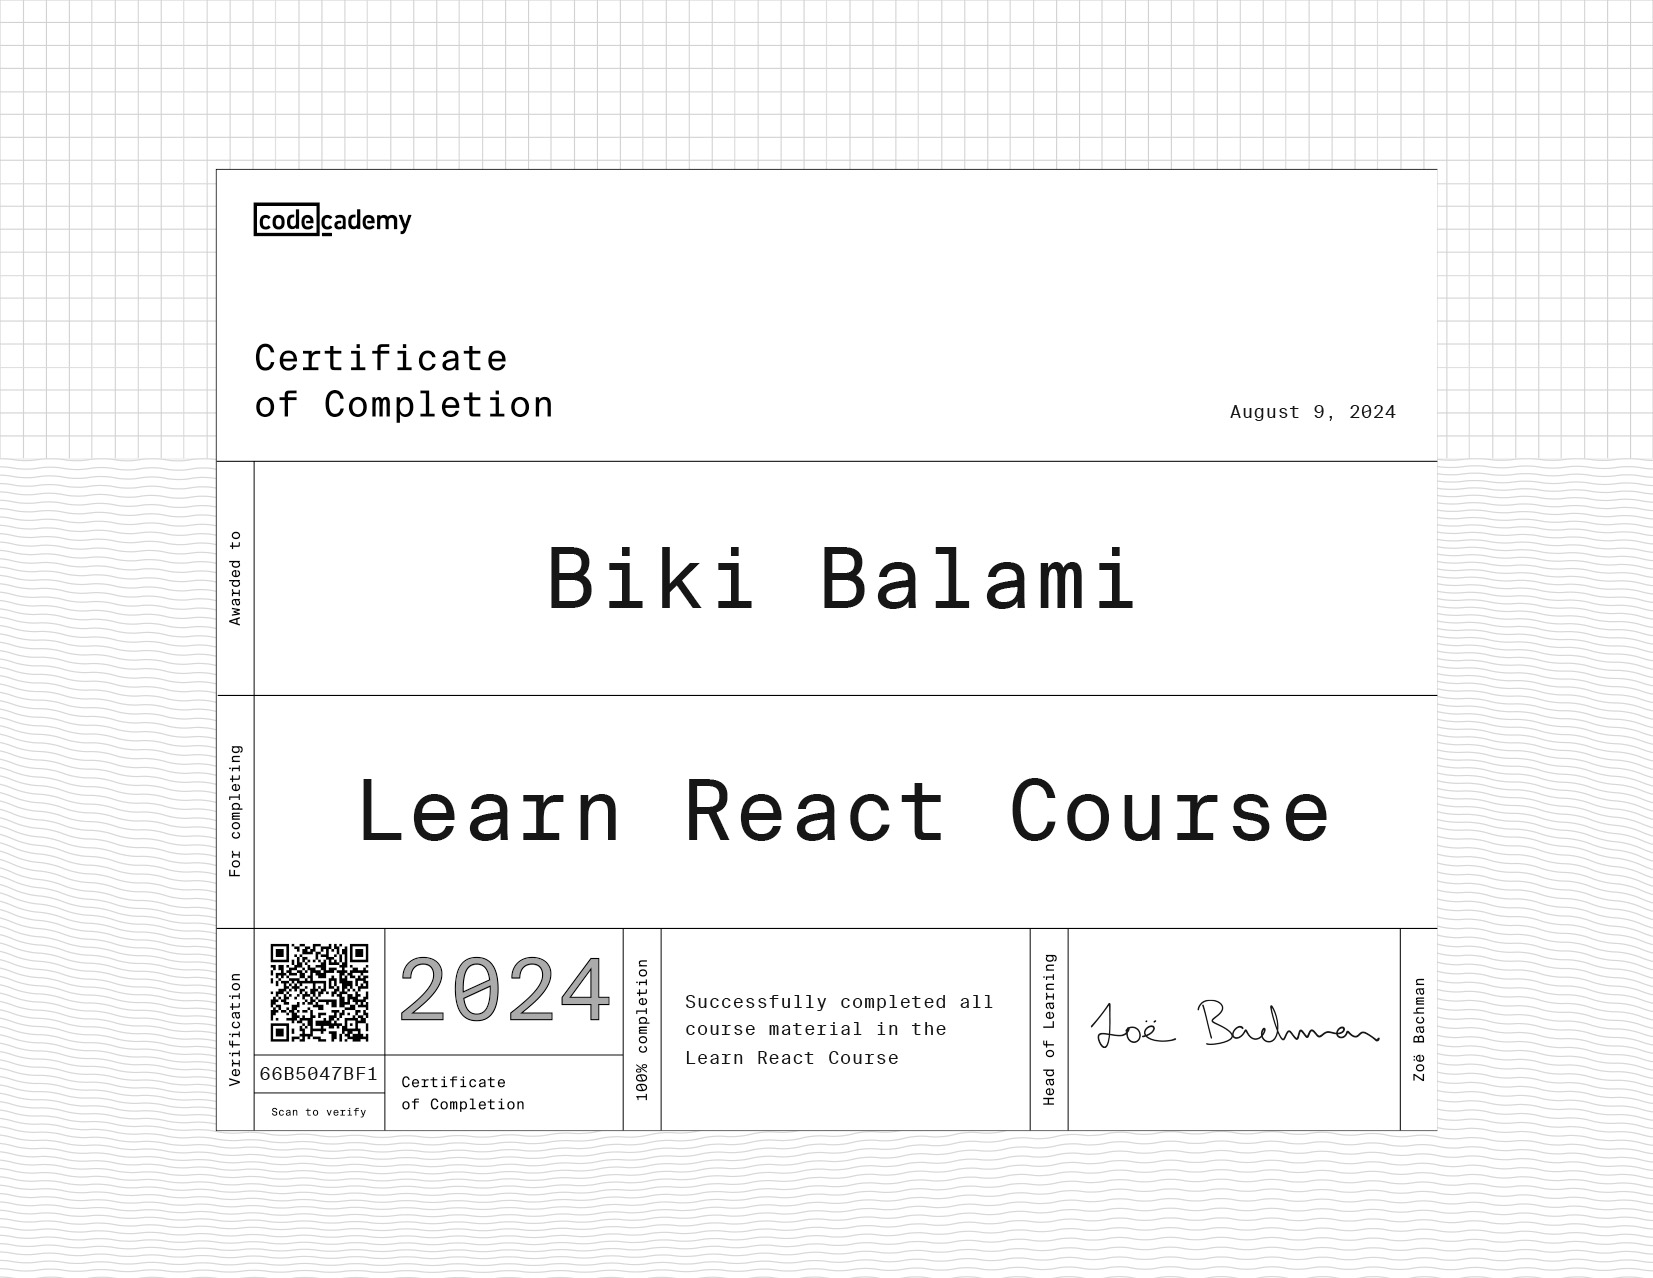 codecademy
Certificate
of Completion
August 9, 2024
Awarded to
Biki Balami
For completing
Learn React Course
Verification
66B5047BF1
Scan to verify
2024
Certificate
of Completion
100% completion
Successfully completed all
course material in the
Learn React Course
Head of Learning
Zoë Bachman
Zoë Bachman